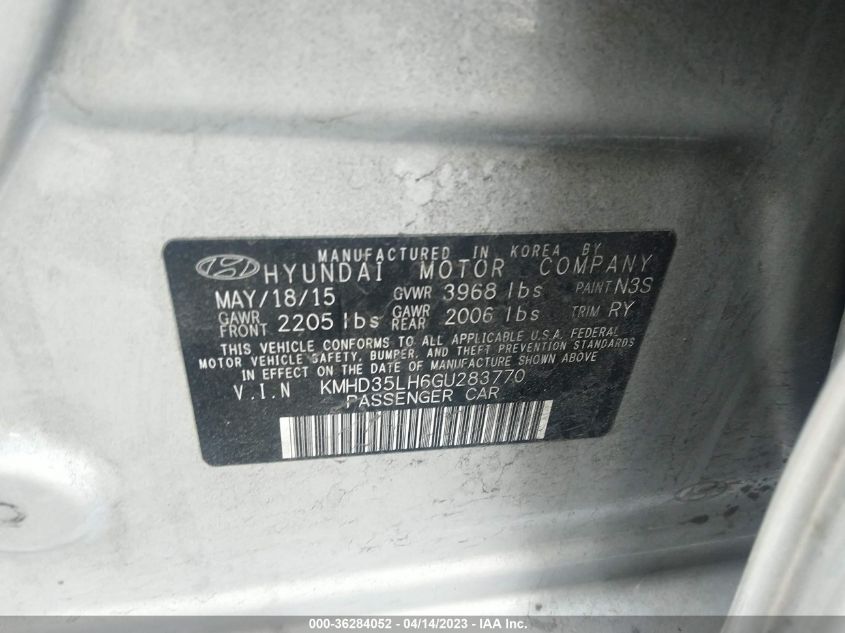 MANUFACTURED IN KOREA BY
HYUNDAI MOTOR COMPANY
MAY/18/15 GVWR 3968 lbs PAINT N3S
GAWR FRONT 2205 lbs GAWR REAR 2006 lbs TRIM RY
THIS VEHICLE CONFORMS TO ALL APPLICABLE U.S.A. FEDERAL
MOTOR VEHICLE SAFETY, BUMPER, AND THEFT PREVENTION STANDARDS
IN EFFECT ON THE DATE OF MANUFACTURE SHOWN ABOVE
V.I.N KMHD35LH6GU283770
PASSENGER CAR
000-36284052 - 04/14/2023 - IAA Inc.